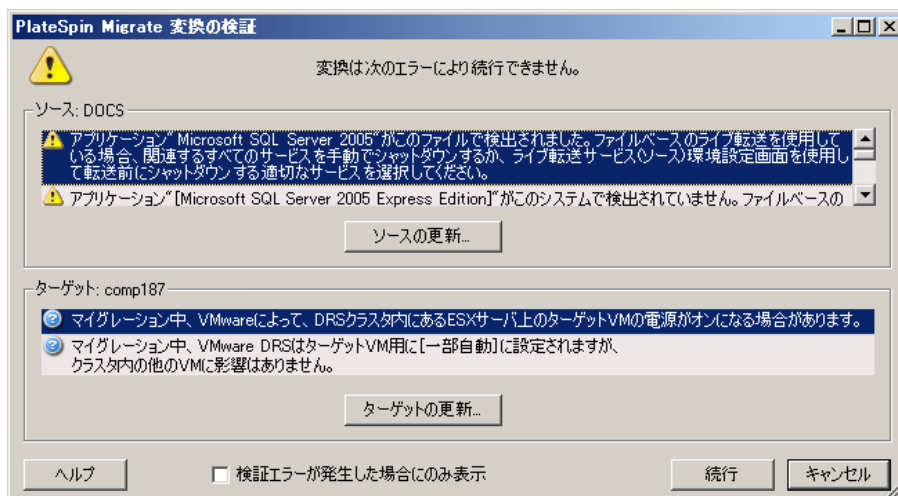 PlateSpin Migrate 変換の検証
変換は次のエラーにより続行できません。
ソース: DOCS
アプリケーション"Microsoft SQL Server 2005"がこのファイルで検出されました。ファイルベースのライブ転送を使用して
いる場合、関連するすべてのサービスを手動でシャットダウンするか、ライブ転送サービス(ソース)環境設定画面を使用し
て転送前にシャットダウンする適切なサービスを選択してください。
アプリケーション"[Microsoft SQL Server 2005 Express Edition]"がこのシステムで検出されていません。ファイルベースの
ソースの更新...
ターゲット: comp187
マイグレーション中、VMwareによって、DRSクラスタ内にあるESXサーバ上のターゲットVMの電源がオンになる場合があります。
マイグレーション中、VMware DRSはターゲットVM用に[一部自動]に設定されますが、
クラスタ内の他のVMに影響はありません。
ターゲットの更新...
ヘルプ
検証エラーが発生した場合にのみ表示
続行
キャンセル